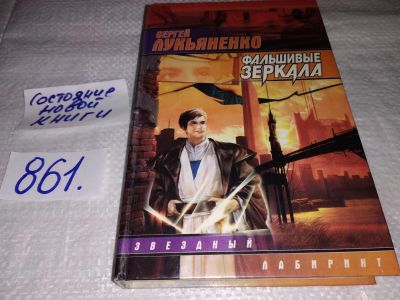 СЕРГЕЙ
ЛУКЬЯНЕНКО
ФАЛЬШИВЫЕ
ЗЕРКАЛА
Состояние
новой
книги
861.
ЗВЕЗДНЫЙ
ЛАБИРИНТ